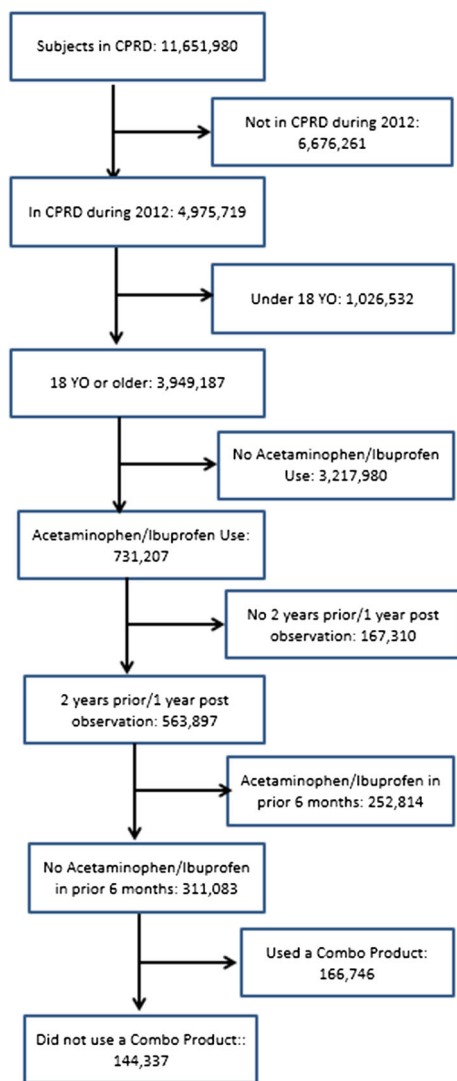 Subjects in CPRD: 11,651,980
Not in CPRD during 2012:
6,676,261
In CPRD during 2012: 4,975,719
Under 18 YO: 1,026,532
18 YO or older: 3,949,187
No Acetaminophen/Ibuprofen
Use: 3,217,980
Acetaminophen/Ibuprofen Use:
731,207
No 2 years prior/1 year post
observation: 167,310
2 years prior/1 year post
observation: 563,897
Acetaminophen/Ibuprofen in
prior 6 months: 252,814
No Acetaminophen/Ibuprofen
in prior 6 months: 311,083
Used a Combo Product:
166,746
Did not use a Combo Product::
144,337